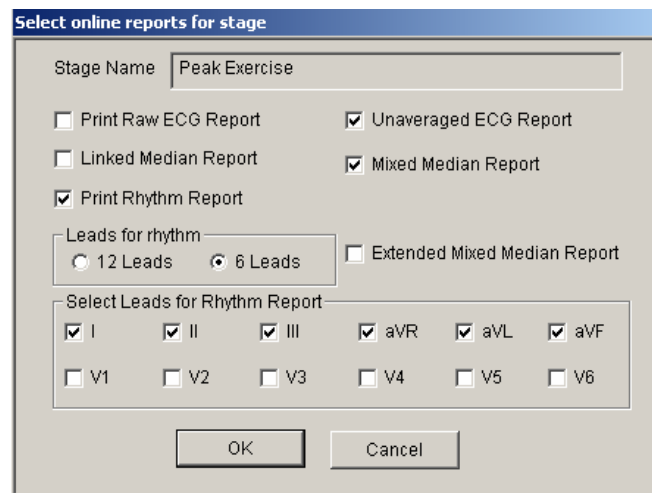 Select online reports for stage
Stage Name Peak Exercise
Print Raw ECG Report Unaveraged ECG Report
Linked Median Report Mixed Median Report
Print Rhythm Report
Leads for rhythm
12 Leads 6 Leads Extended Mixed Median Report
Select Leads for Rhythm Report
I II III aVR aVL aVF
V1 V2 V3 V4 V5 V6
OK Cancel